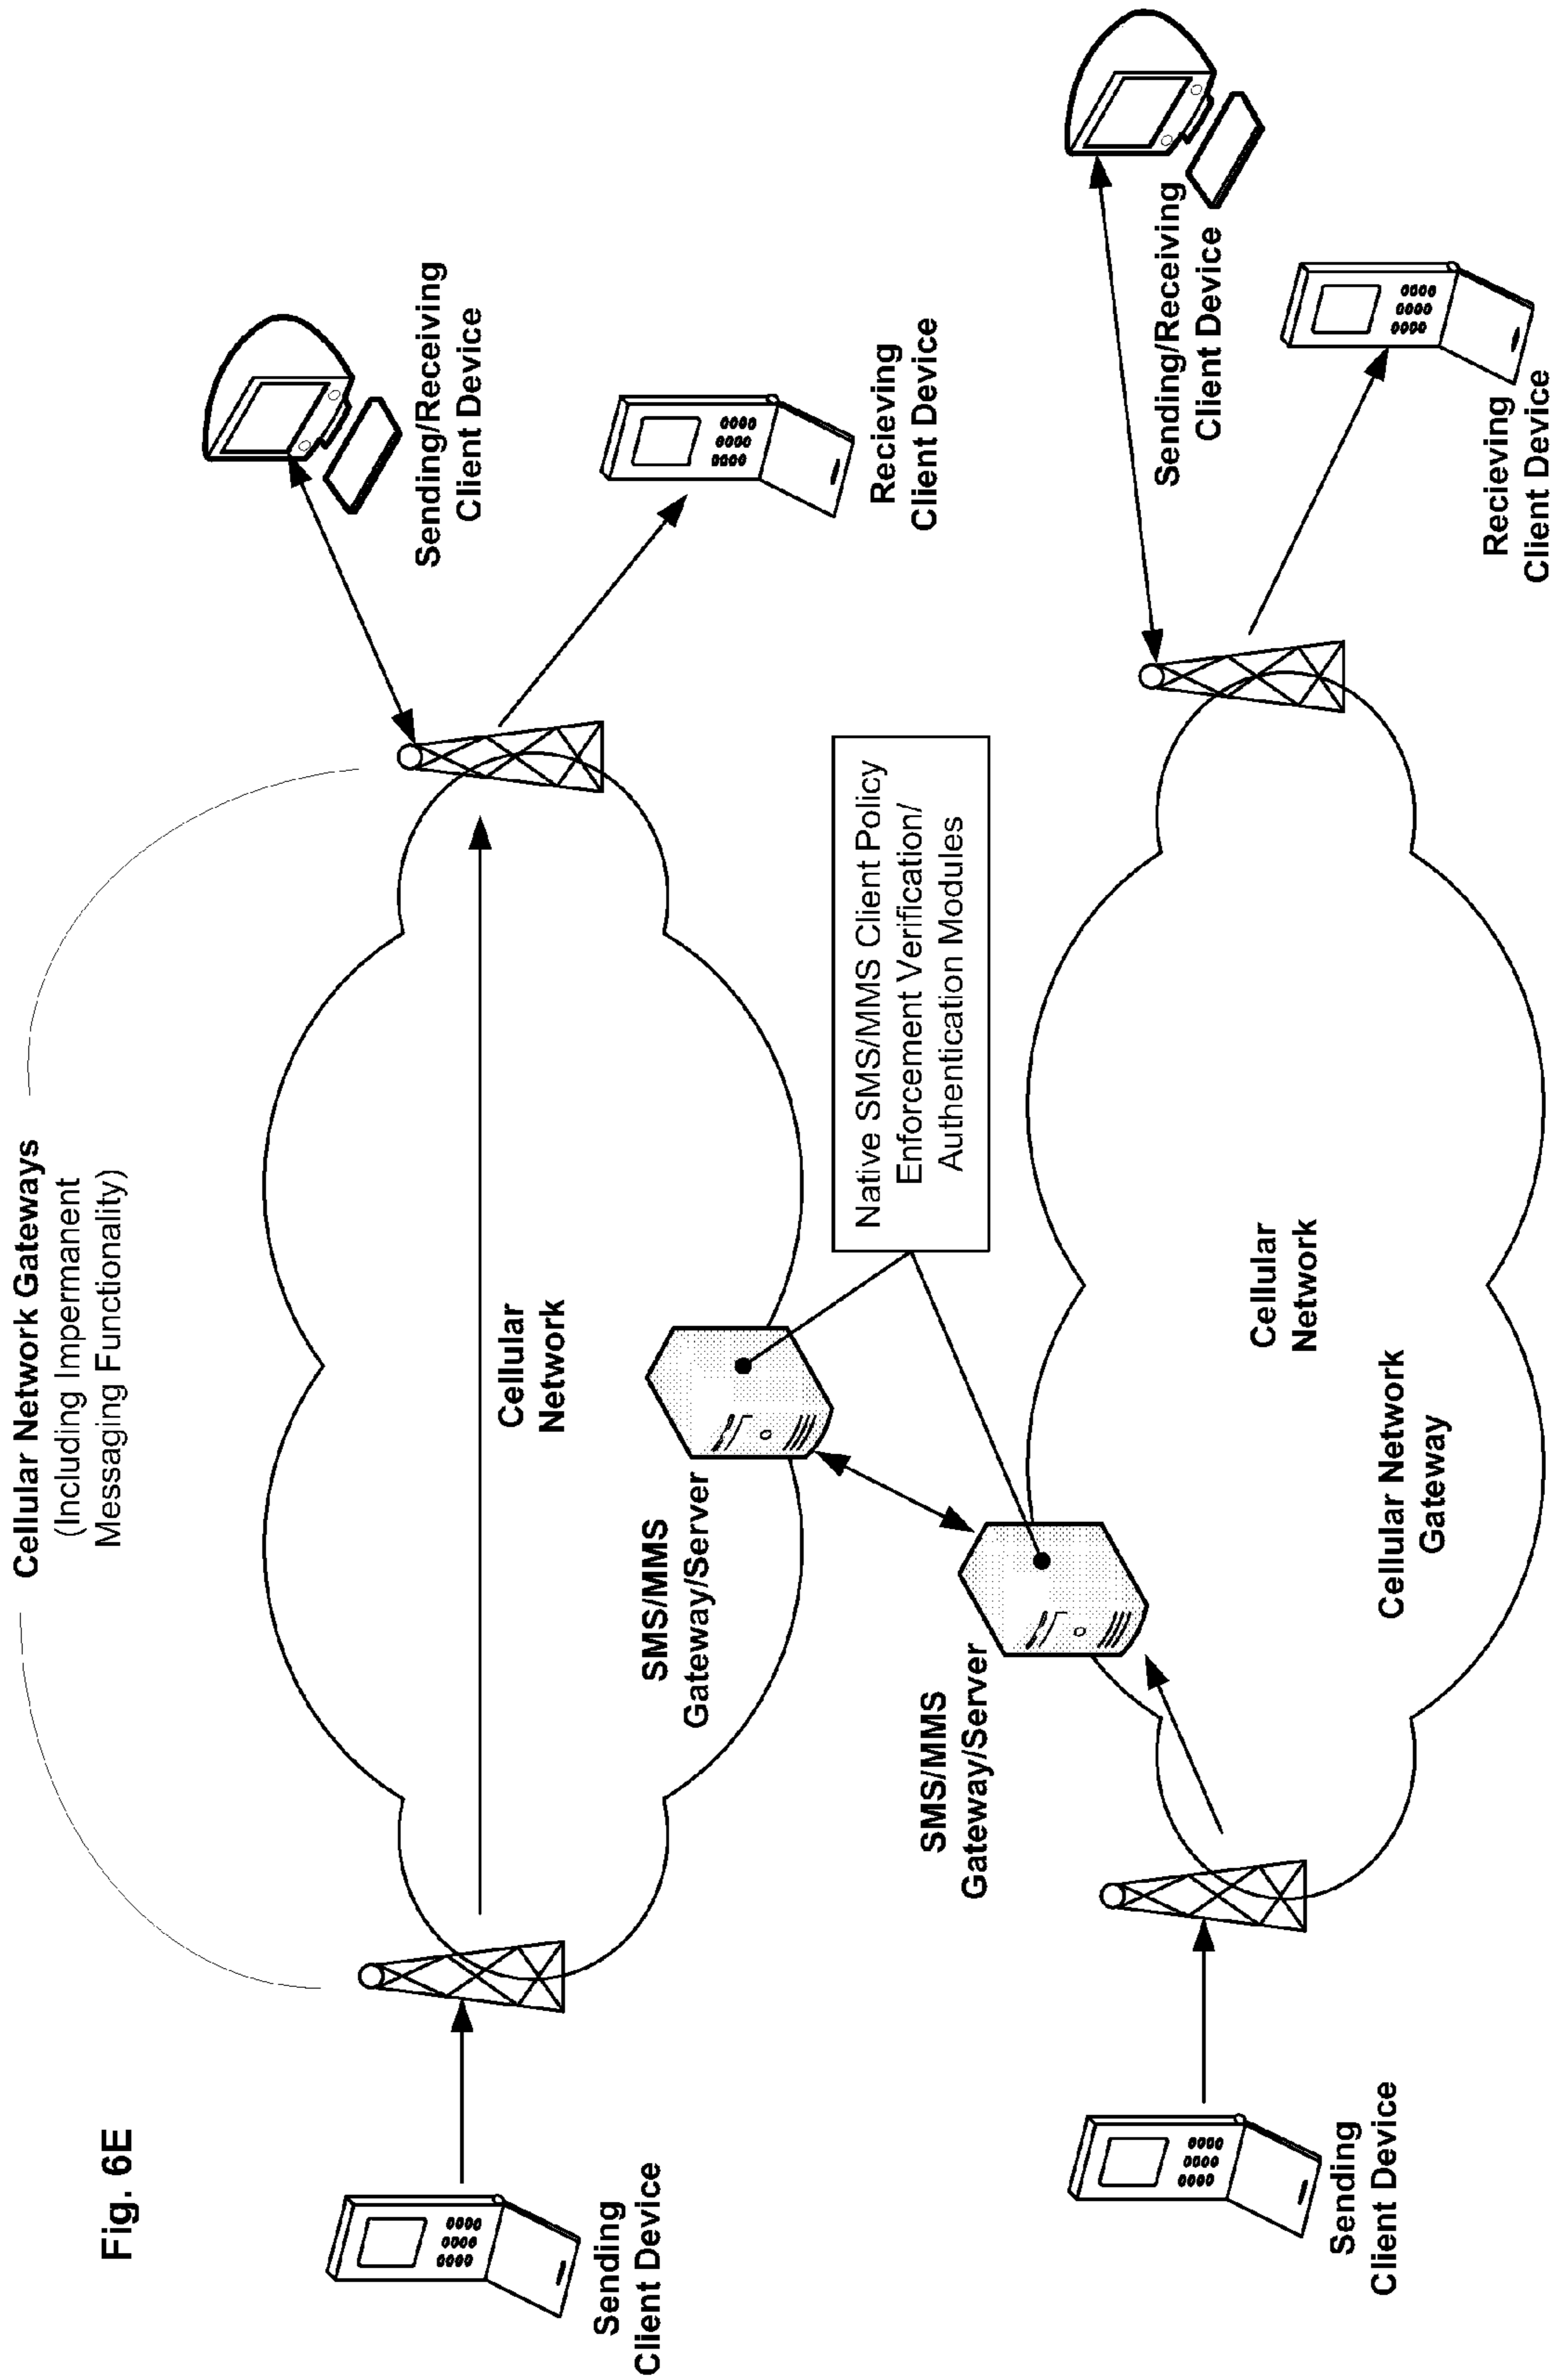 Fig. 6E
Cellular Network Gateways
(Including Impermanent
Messaging Functionality)
Sending
Client Device
Cellular
Network
Sending/Receiving
Client Device
Recieving
Client Device
SMS/MMS
Gateway/Server
Native SMS/MMS Client Policy
Enforcement Verification/
Authentication Modules
SMS/MMS
Gateway/Server
Sending
Client Device
Cellular
Network
Cellular Network
Gateway
Sending/Receiving
Client Device
Recieving
Client Device